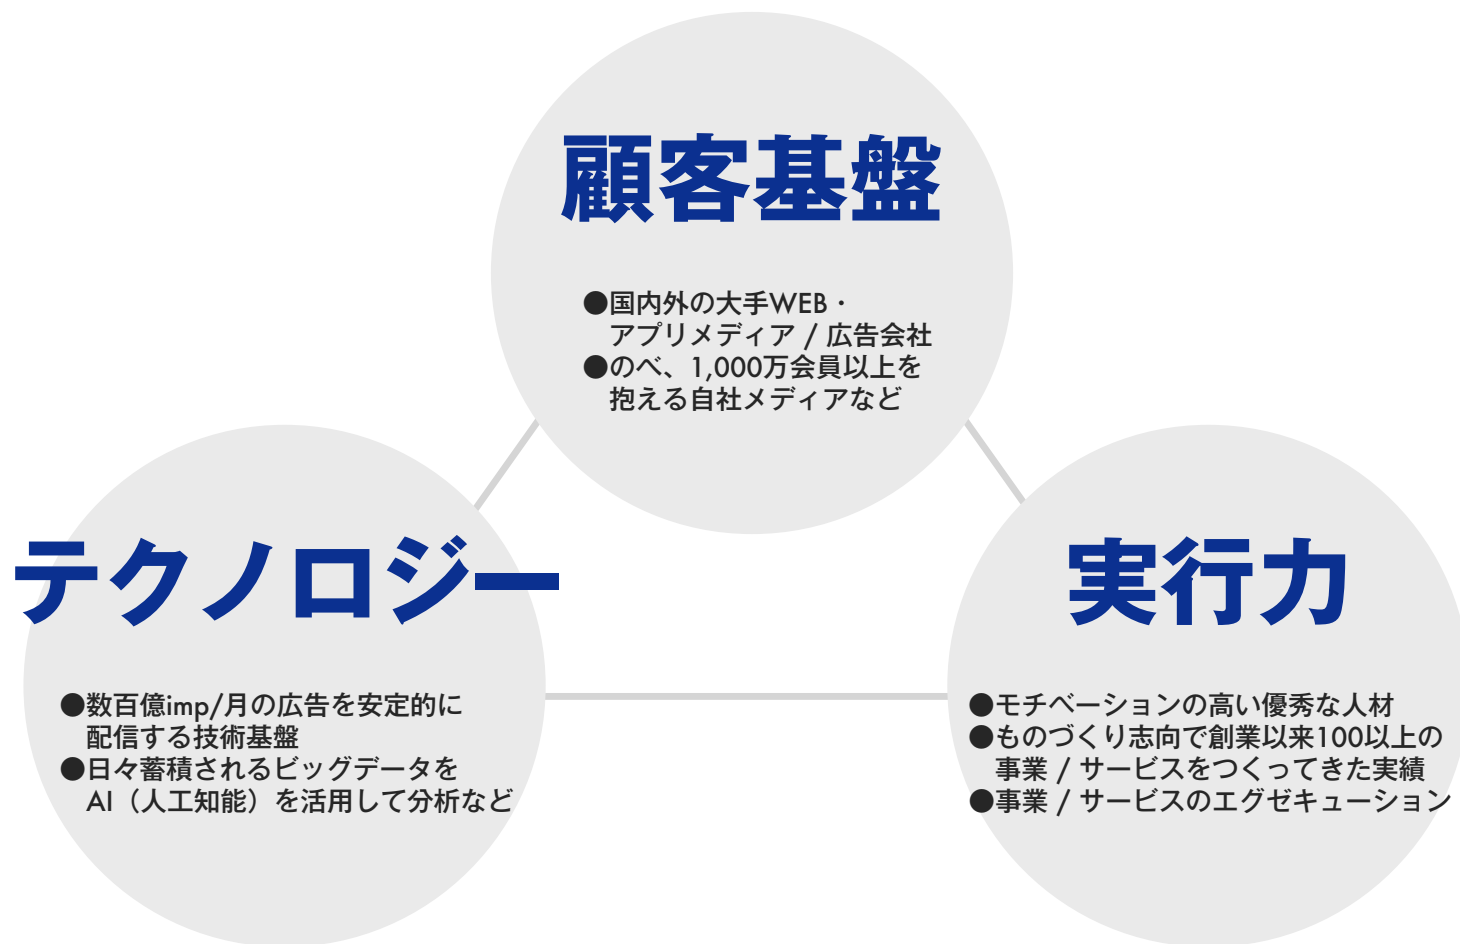 顧客基盤
●国内外の大手WEB・
アプリメディア / 広告会社
●のべ、1,000万会員以上を
抱える自社メディアなど
テクノロジー
●数百億imp/月の広告を安定的に
配信する技術基盤
●日々蓄積されるビッグデータを
AI（人工知能）を活用して分析など
実行力
●モチベーションの高い優秀な人材
●ものづくり志向で創業以来100以上の
事業 / サービスをつくってきた実績
●事業 / サービスのエグゼキューション